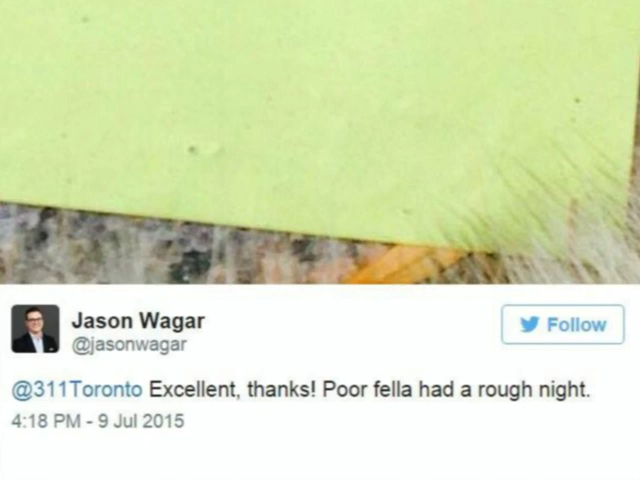 Jason Wagar
Follow
@jasonwagar
@311Toronto Excellent, thanks! Poor fella had a rough night.
4:18 PM - 9 Jul 2015